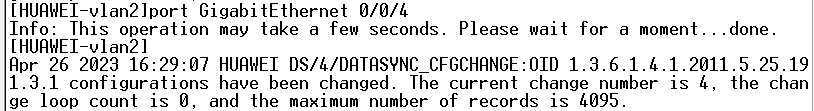 [HUAWEI-vlan2]port GigabitEthernet 0/0/4
Info: This operation may take a few seconds. Please wait for a moment...done.
[HUAWEI-vlan2]
Apr 26 2023 16:29:07 HUAWEI DS/4/DATASYNC_CFGCHANGE:OID 1.3.6.1.4.1.2011.5.25.19
1.3.1 configurations have been changed. The current change number is 4, the chan
ge loop count is 0, and the maximum number of records is 4095.